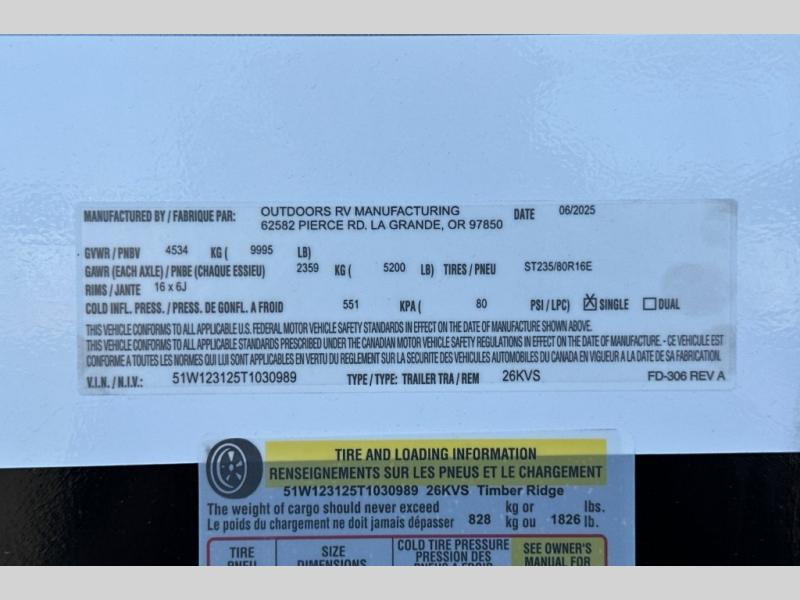 MANUFACTURED BY / FABRIQUE PAR: OUTDOORS RV MANUFACTURING DATE 06/2025
62582 PIERCE RD. LA GRANDE, OR 97850
GVWR / PNBV 4534 KG ( 9995 LB)
GAWR (EACH AXLE) / PNBE (CHAQUE ESSIEU) 2359 KG ( 5200 LB) TIRES / PNEU ST235/80R16E
RIMS / JANTE 16 x 6J
COLD INFL. PRESS. / PRESS. DE GONFL. A FROID 551 KPA ( 80 PSI / LPC) ☒ SINGLE ☐ DUAL
THIS VEHICLE CONFORMS TO ALL APPLICABLE U.S. FEDERAL MOTOR VEHICLE SAFETY STANDARDS IN EFFECT ON THE DATE OF MANUFACTURE SHOWN ABOVE.
THIS VEHICLE CONFORMS TO ALL APPLICABLE STANDARDS PRESCRIBED UNDER THE CANADIAN MOTOR VEHICLE SAFETY REGULATIONS IN EFFECT ON THE DATE OF MANUFACTURE. - CE VEHICULE EST
CONFORME A TOUTES LES NORMES QUI LUI SONT APPLICABLES EN VERTU DU REGLEMENT SUR LA SECURITE DES VEHICULES AUTOMOBILES DU CANADA EN VIGUEUR A LA DATE DE SA FABRICATION.
V.I.N. / N.I.V.: 51W123125T1030989 TYPE / TYPE: TRAILER TRA / REM 26KVS FD-306 REV A
TIRE AND LOADING INFORMATION
RENSEIGNEMENTS SUR LES PNEUS ET LE CHARGEMENT
51W123125T1030989 26KVS Timber Ridge
The weight of cargo should never exceed kg or lbs.
Le poids du chargement ne doit jamais dépasser 828 kg ou 1826 lb.
TIRE SIZE COLD TIRE PRESSURE SEE OWNER'S
PNEU DIMENSIONS PRESSION DES MANUAL FOR
PNEUS A FROID